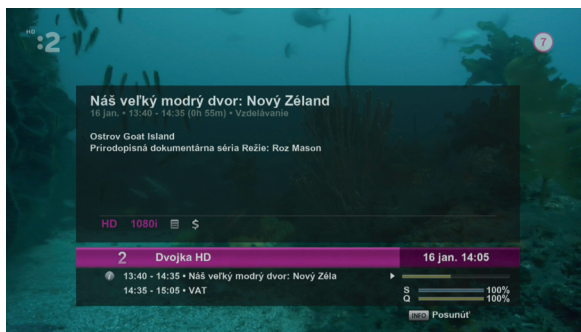 HD
:2
7
Náš veľký modrý dvor: Nový Zéland
16 jan. • 13:40 - 14:35 (0h 55m) • Vzdelávanie
Ostrov Goat Island
Prírodopisná dokumentárna séria Režie: Roz Mason
HD 1080i $
2 Dvojka HD 16 jan. 14:05
13:40 - 14:35 • Náš veľký modrý dvor: Nový Zéla
14:35 - 15:05 • VAT
S 100%
Q 100%
INFO Posunúť